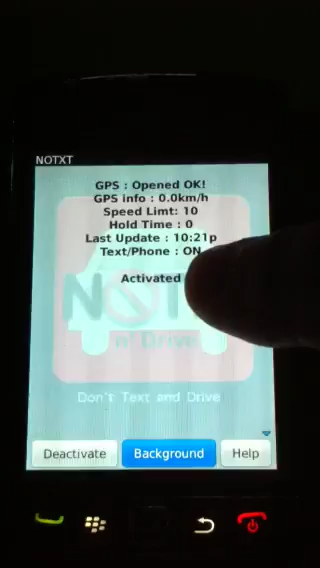 NOTXT
GPS : Opened OK!
GPS info : 0.0km/h
Speed Limt: 10
Hold Time : 0
Last Update : 10:21p
Text/Phone : ON
Activated
n' Drive
Don't Text and Drive
Deactivate
Background
Help